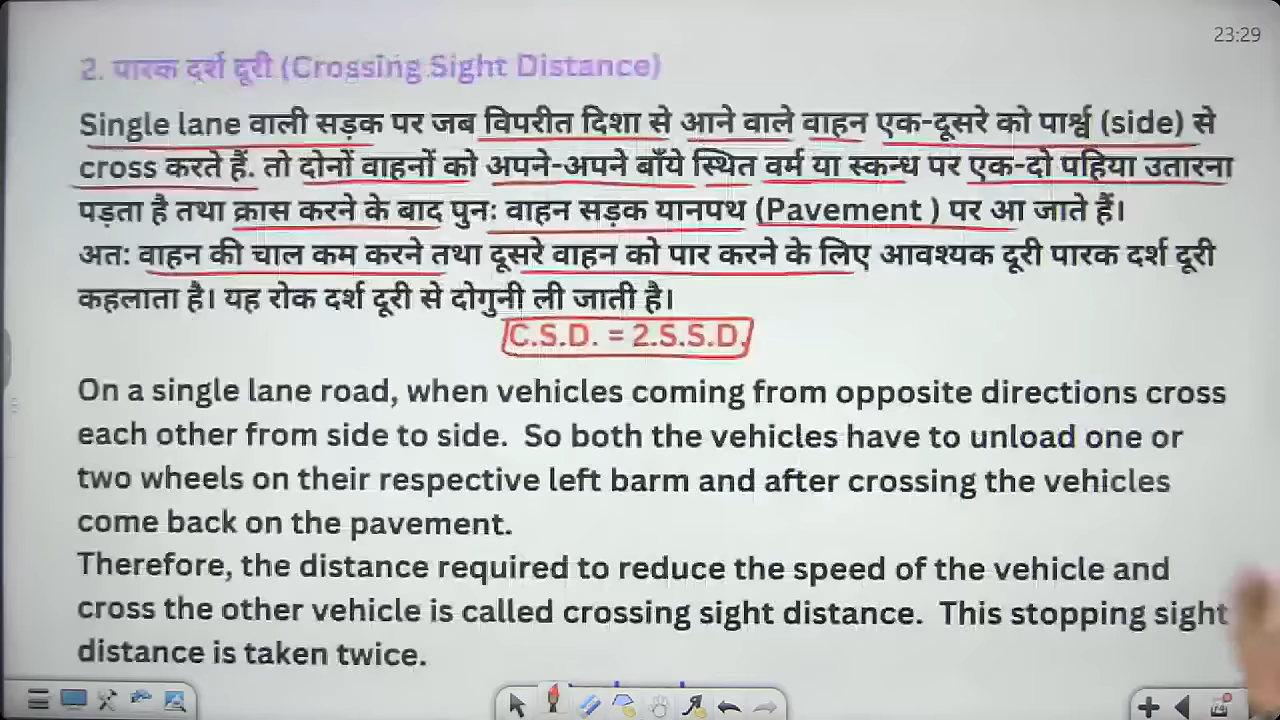 23:29
2. पारक दर्श दूरी (Crossing Sight Distance)
Single lane वाली सड़क पर जब विपरीत दिशा से आने वाले वाहन एक-दूसरे को पार्श्व (side) से
cross करते हैं. तो दोनों वाहनों को अपने-अपने बाँये स्थित वर्म या स्कन्ध पर एक-दो पहिया उतारना
पड़ता है तथा क्रास करने के बाद पुनः वाहन सड़क यानपथ (Pavement ) पर आ जाते हैं।
अतः वाहन की चाल कम करने तथा दूसरे वाहन को पार करने के लिए आवश्यक दूरी पारक दर्श दूरी
कहलाता है। यह रोक दर्श दूरी से दोगुनी ली जाती है।
C.S.D. = 2.S.S.D.
On a single lane road, when vehicles coming from opposite directions cross
each other from side to side. So both the vehicles have to unload one or
two wheels on their respective left barm and after crossing the vehicles
come back on the pavement.
Therefore, the distance required to reduce the speed of the vehicle and
cross the other vehicle is called crossing sight distance. This stopping sight
distance is taken twice.